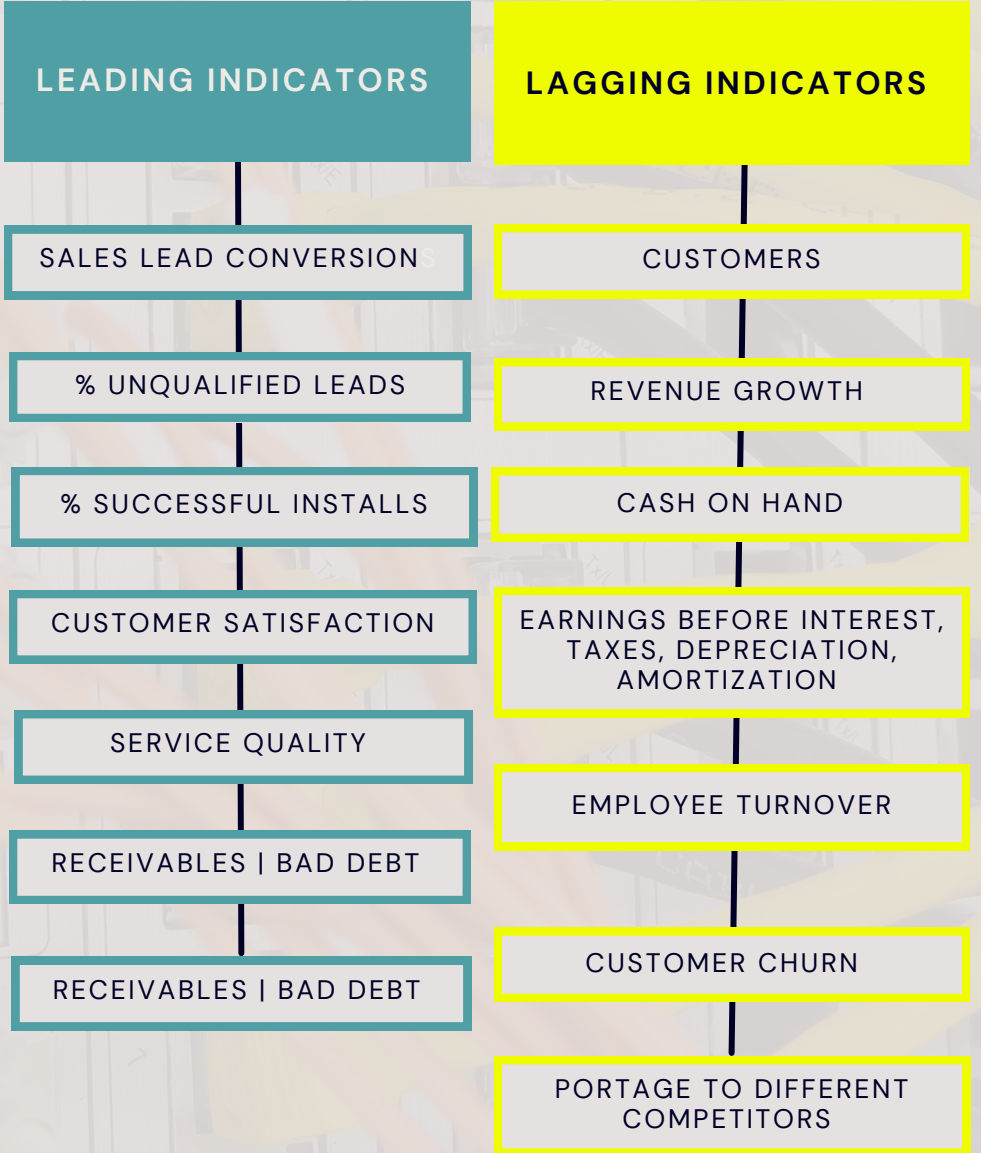 LEADING INDICATORS
SALES LEAD CONVERSIONS
% UNQUALIFIED LEADS
% SUCCESSFUL INSTALLS
CUSTOMER SATISFACTION
SERVICE QUALITY
RECEIVABLES | BAD DEBT
RECEIVABLES | BAD DEBT
LAGGING INDICATORS
CUSTOMERS
REVENUE GROWTH
CASH ON HAND
EARNINGS BEFORE INTEREST,
TAXES, DEPRECIATION,
AMORTIZATION
EMPLOYEE TURNOVER
CUSTOMER CHURN
PORTAGE TO DIFFERENT
COMPETITORS